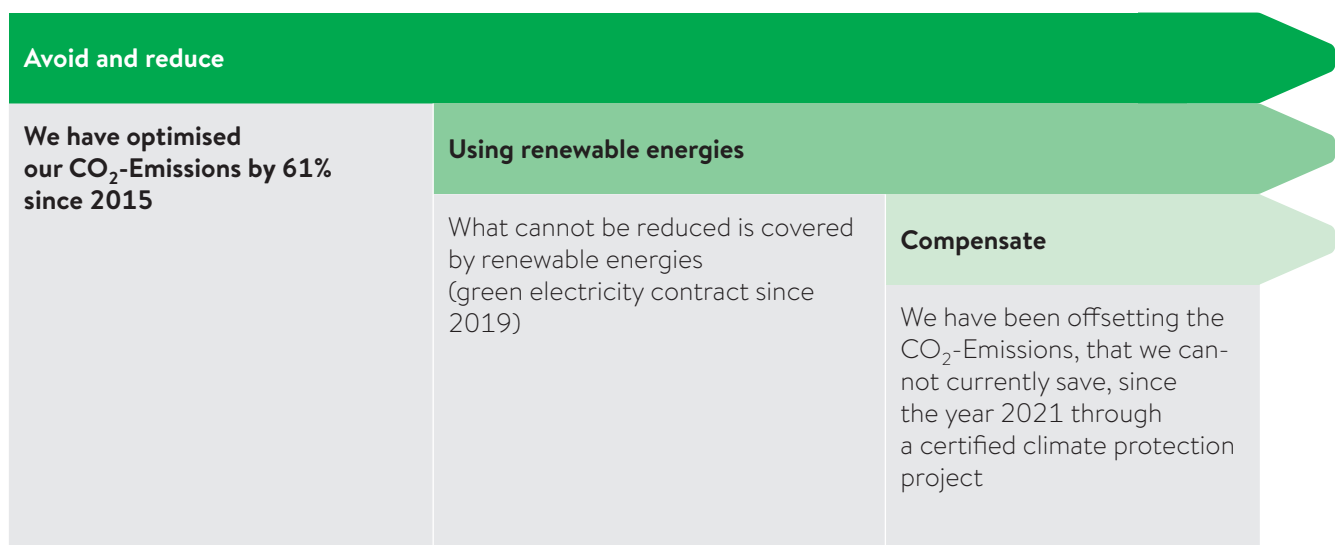 Avoid and reduce
We have optimised
our CO₂-Emissions by 61%
since 2015
Using renewable energies
What cannot be reduced is covered
by renewable energies
(green electricity contract since
2019)
Compensate
We have been offsetting the
CO₂-Emissions, that we can-
not currently save, since
the year 2021 through
a certified climate protection
project